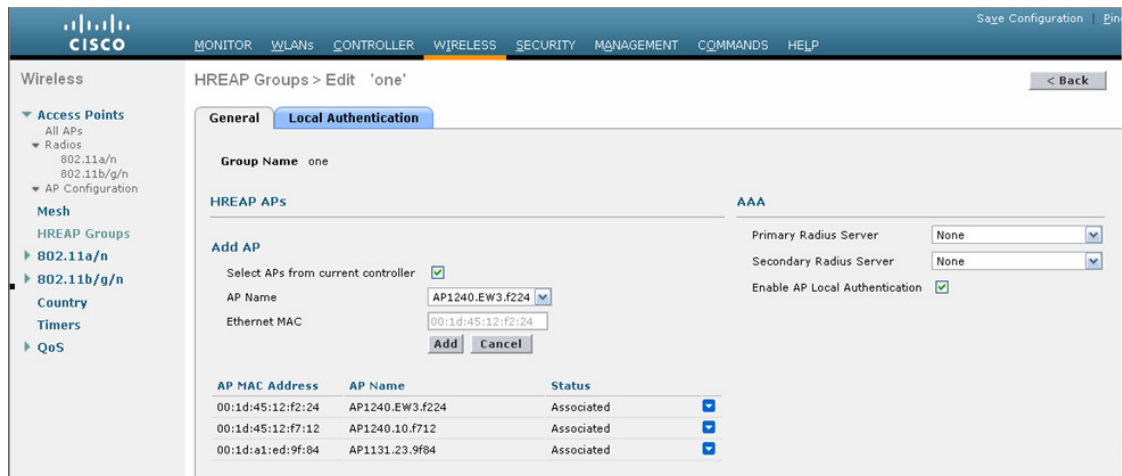 Save Configuration | Pin
CISCO
MONITOR WLANs CONTROLLER WIRELESS SECURITY MANAGEMENT COMMANDS HELP
Wireless
Access Points
All APs
Radios
802.11a/n
802.11b/g/n
AP Configuration
Mesh
HREAP Groups
802.11a/n
802.11b/g/n
Country
Timers
QoS
HREAP Groups > Edit 'one'
< Back
General Local Authentication
Group Name one
HREAP APs
Add AP
Select APs from current controller
AP Name AP1240.EW3.f224
Ethernet MAC 00:1d:45:12:f2:24
Add Cancel
AP MAC Address AP Name Status
00:1d:45:12:f2:24 AP1240.EW3.f224 Associated
00:1d:45:12:f7:12 AP1240.10.f712 Associated
00:1d:a1:ed:9f:84 AP1131.23.9f84 Associated
AAA
Primary Radius Server None
Secondary Radius Server None
Enable AP Local Authentication